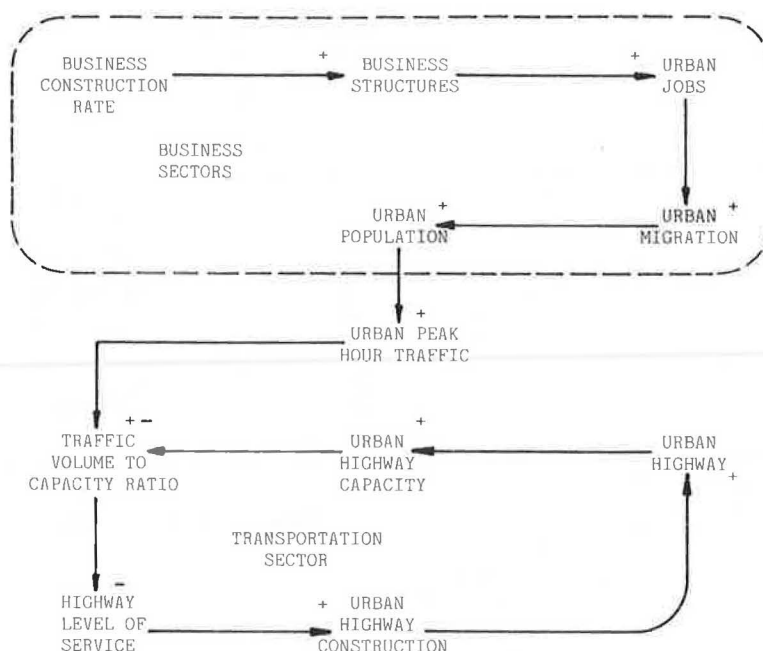 BUSINESS
CONSTRUCTION
RATE
+
BUSINESS
STRUCTURES
+
URBAN
JOBS
BUSINESS
SECTORS
URBAN +
POPULATION
URBAN +
MIGRATION
+
URBAN PEAK
HOUR TRAFFIC
+ -
TRAFFIC
VOLUME TO
CAPACITY RATIO
+
URBAN
HIGHWAY
CAPACITY
URBAN
HIGHWAY +
TRANSPORTATION
SECTOR
-
HIGHWAY
LEVEL OF
SERVICE
+ URBAN
HIGHWAY
CONSTRUCTION